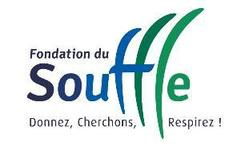 Fondation du
Souffle
Donnez, Cherchons, Respirez !